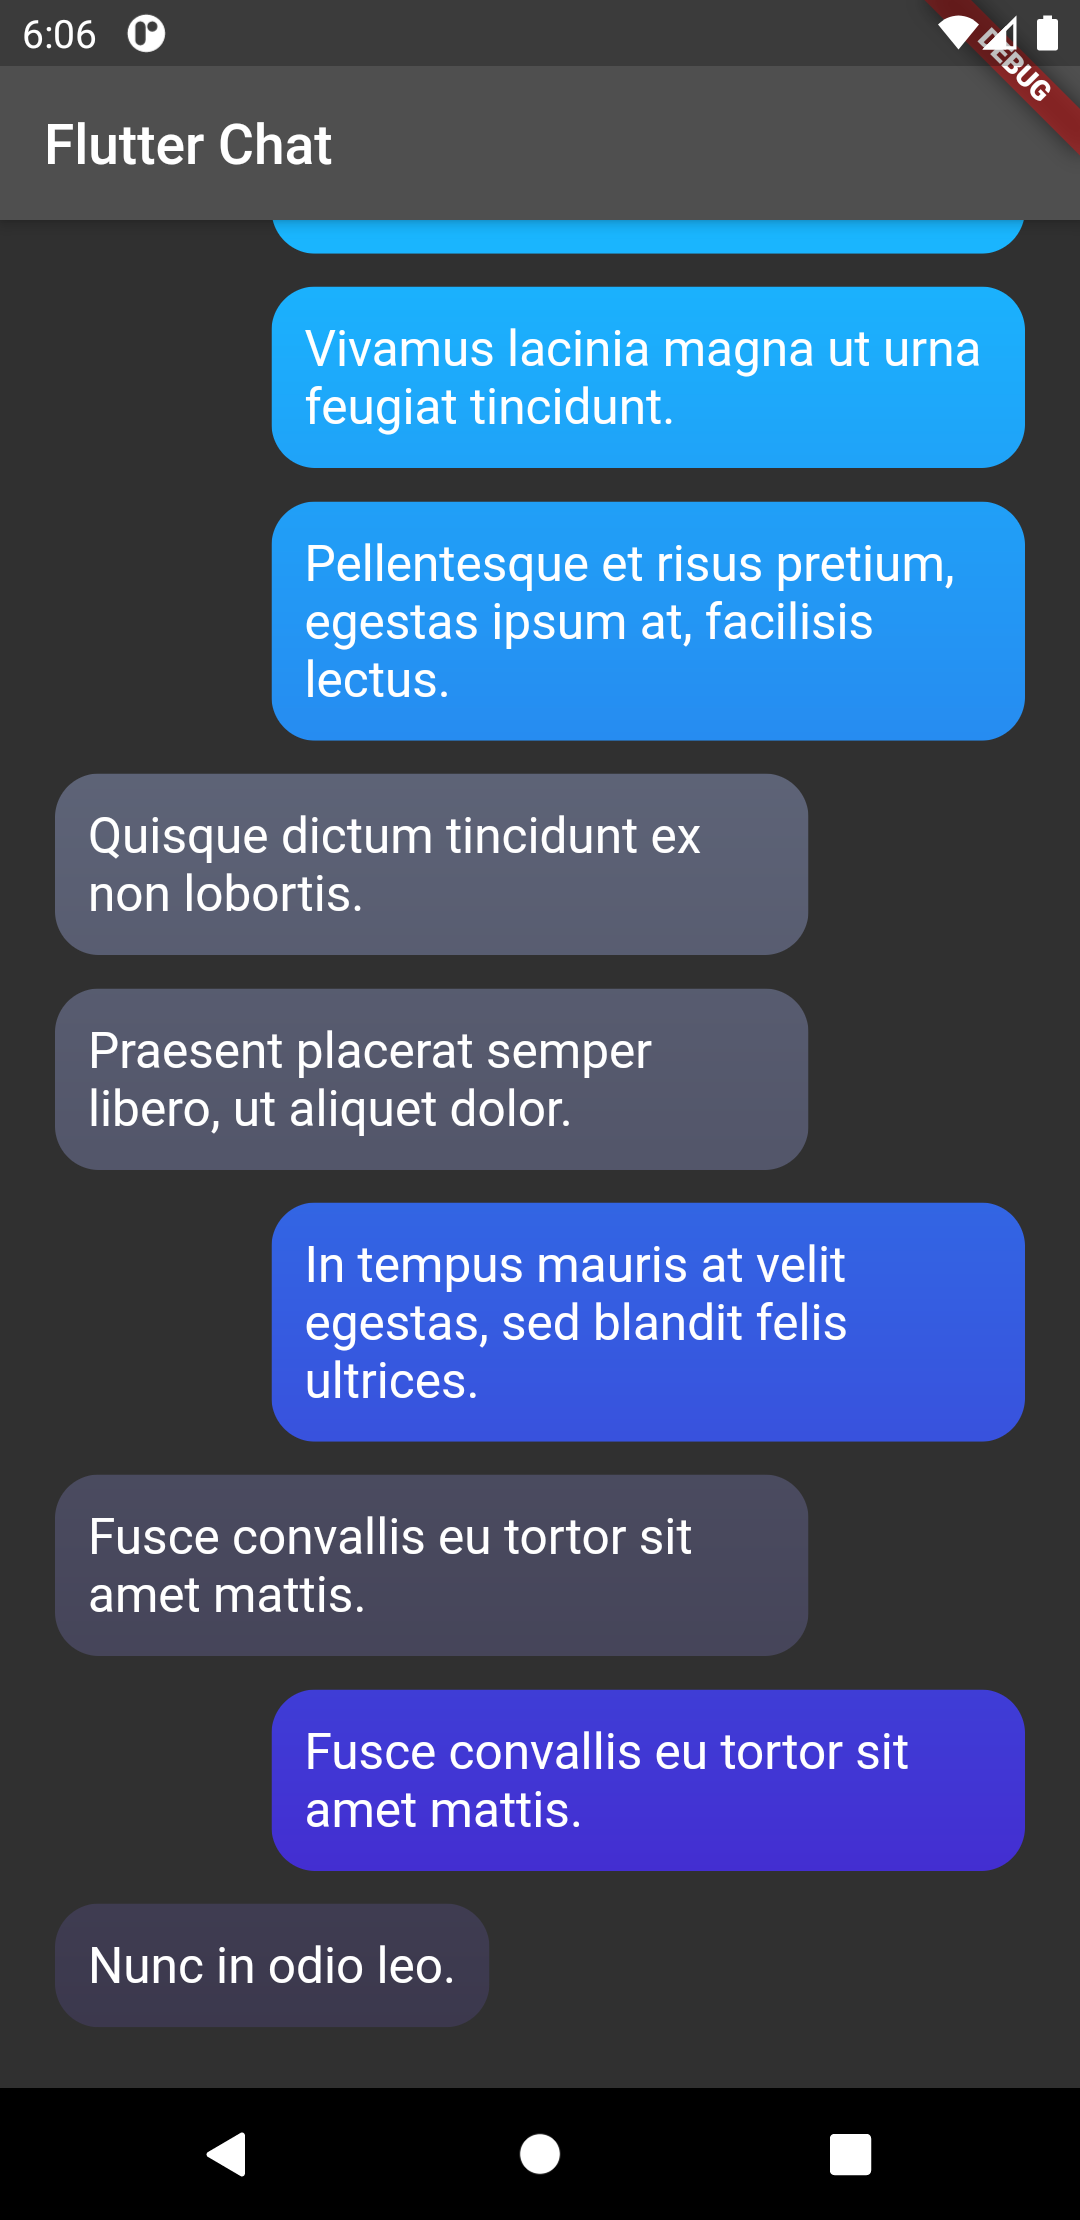 6:06
DEBUG
Flutter Chat
Vivamus lacinia magna ut urna
feugiat tincidunt.
Pellentesque et risus pretium,
egestas ipsum at, facilisis
lectus.
Quisque dictum tincidunt ex
non lobortis.
Praesent placerat semper
libero, ut aliquet dolor.
In tempus mauris at velit
egestas, sed blandit felis
ultrices.
Fusce convallis eu tortor sit
amet mattis.
Fusce convallis eu tortor sit
amet mattis.
Nunc in odio leo.